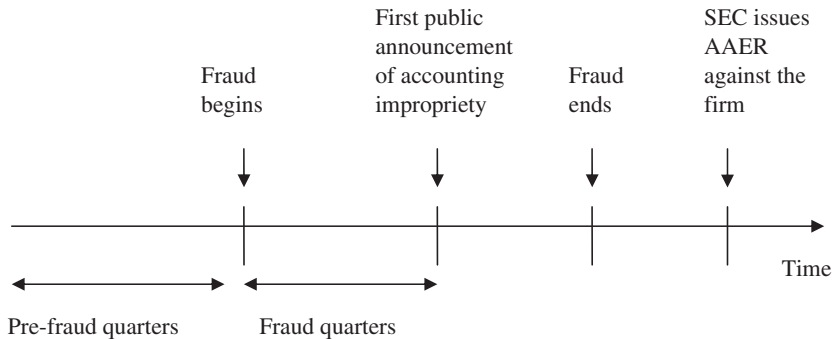 First public
announcement
of accounting
impropriety
SEC issues
AAER
against the
firm
Fraud
begins
Fraud
ends
Time
Pre-fraud quarters
Fraud quarters